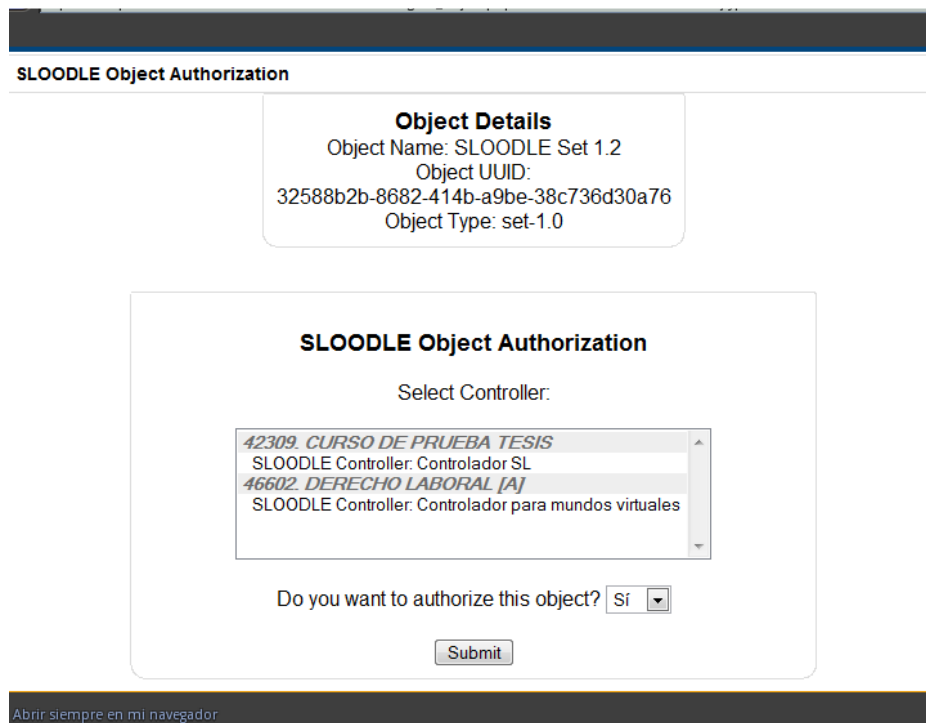 SLOODLE Object Authorization
Object Details
Object Name: SLOODLE Set 1.2
Object UUID:
32588b2b-8682-414b-a9be-38c736d30a76
Object Type: set-1.0
SLOODLE Object Authorization
Select Controller:
42309. CURSO DE PRUEBA TESIS
SLOODLE Controller: Controlador SL
46602. DERECHO LABORAL [A]
SLOODLE Controller: Controlador para mundos virtuales
Do you want to authorize this object? Sí
Submit
Abrir siempre en mi navegador